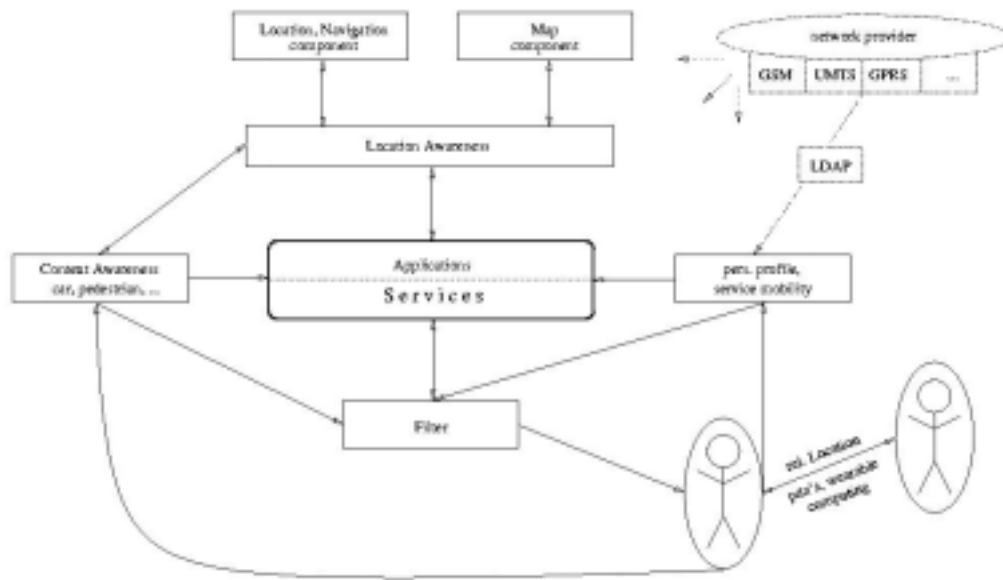 Location, Navigation
component
Map
component
network provider
GSM UMTS GPRS ...
Location Awareness
LDAP
Context Awareness
car, pedestrian, ...
Applications
Services
pers. profile,
service mobility
Filter
rel. Location
pda's, wearable
computing